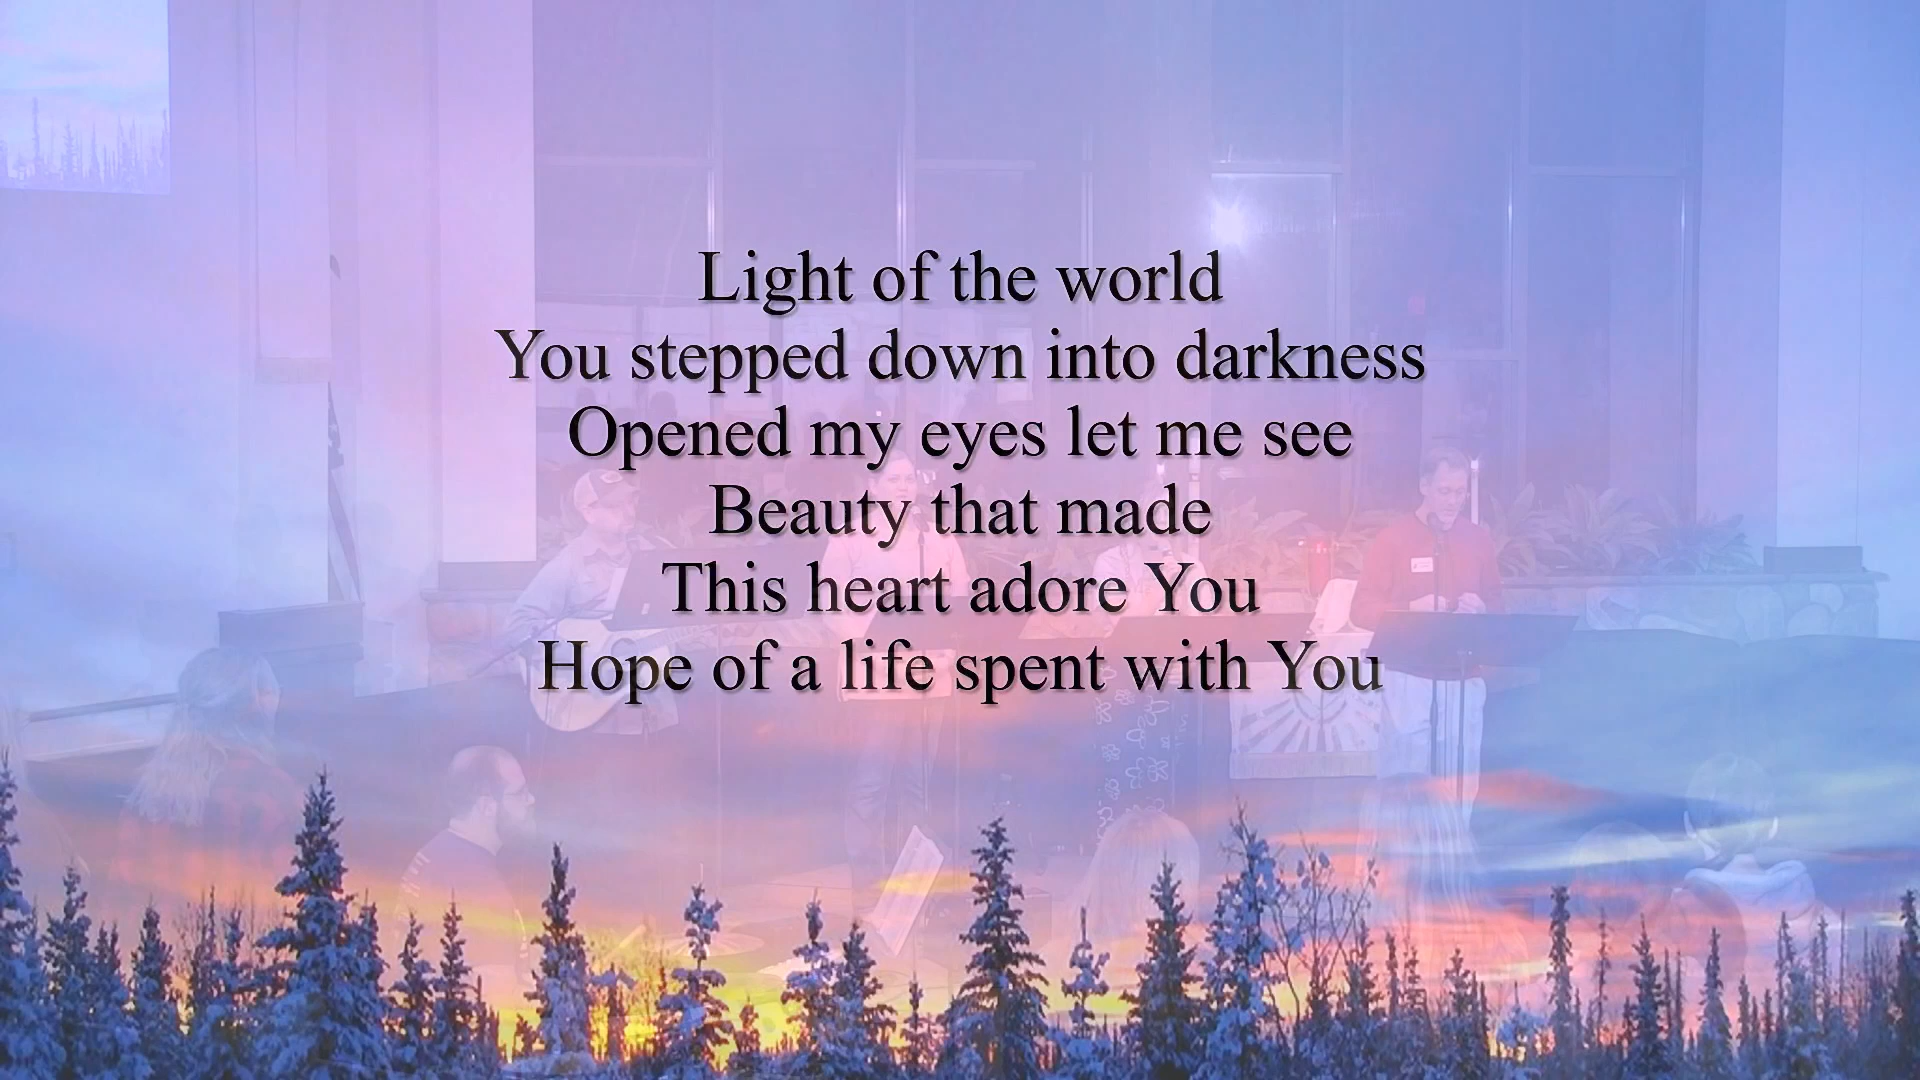 Light of the world
You stepped down into darkness
Opened my eyes let me see
Beauty that made
This heart adore You
Hope of a life spent with You